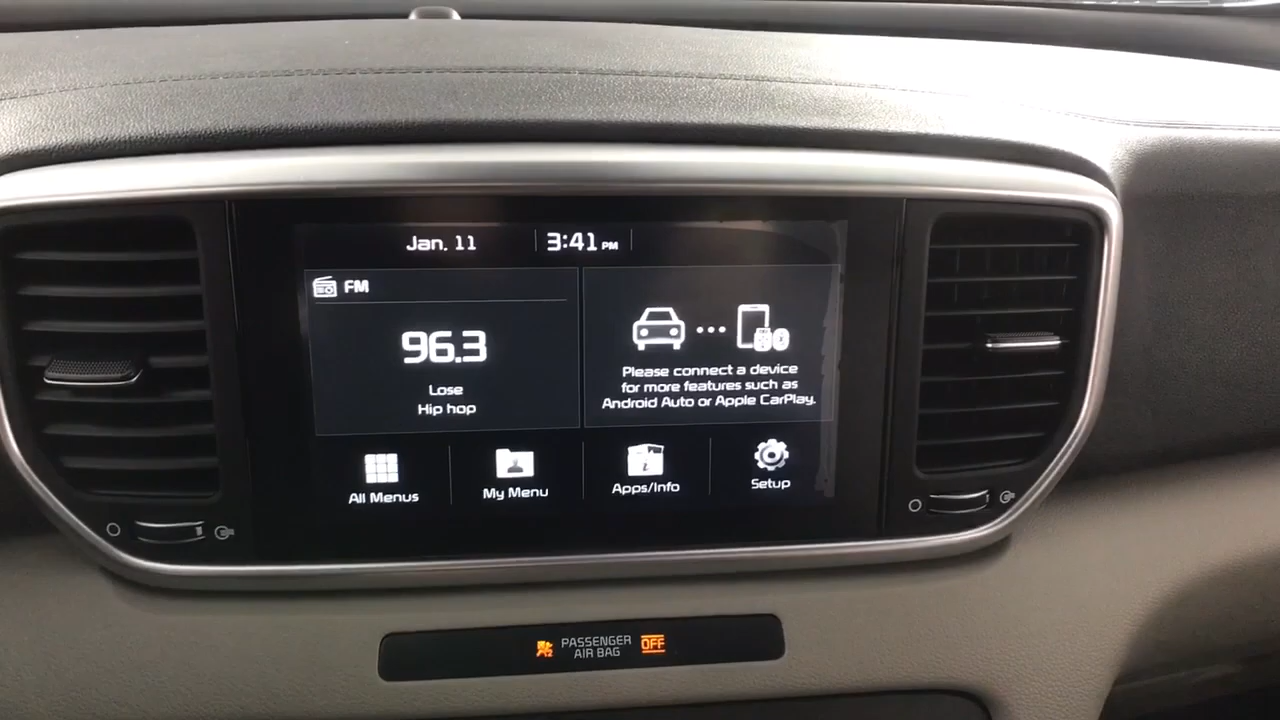 Jan. 11
3:41 PM
FM
96.3
Lose
Hip hop
Please connect a device
for more features such as
Android Auto or Apple CarPlay.
All Menus
My Menu
Apps/Info
Setup
PASSENGER
AIR BAG
OFF